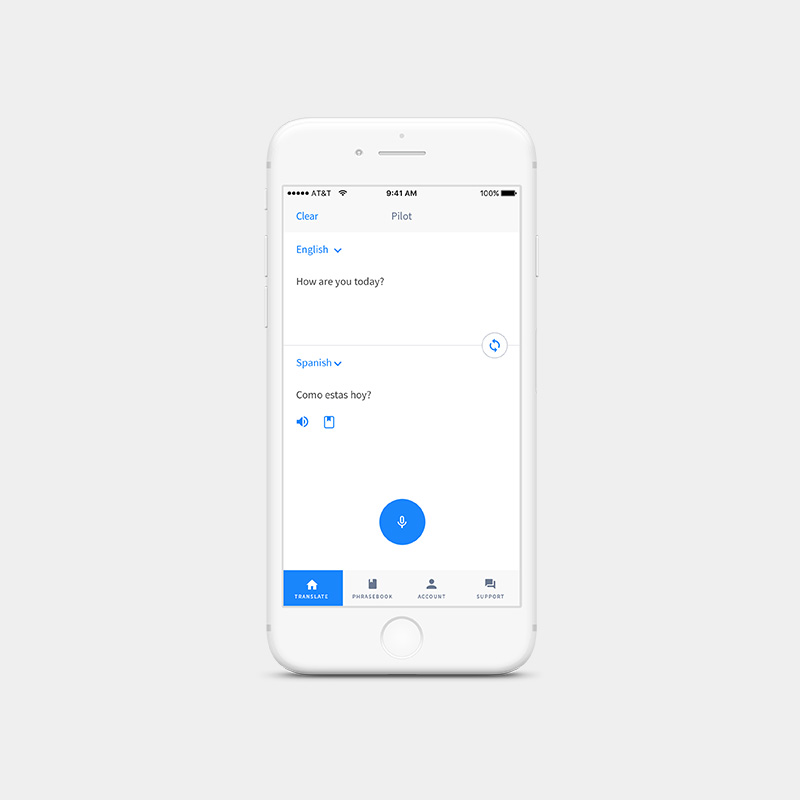 AT&T 9:41 AM 100%
Clear Pilot
English
How are you today?
Spanish
Como estas hoy?
TRANSLATE PHRASEBOOK ACCOUNT SUPPORT